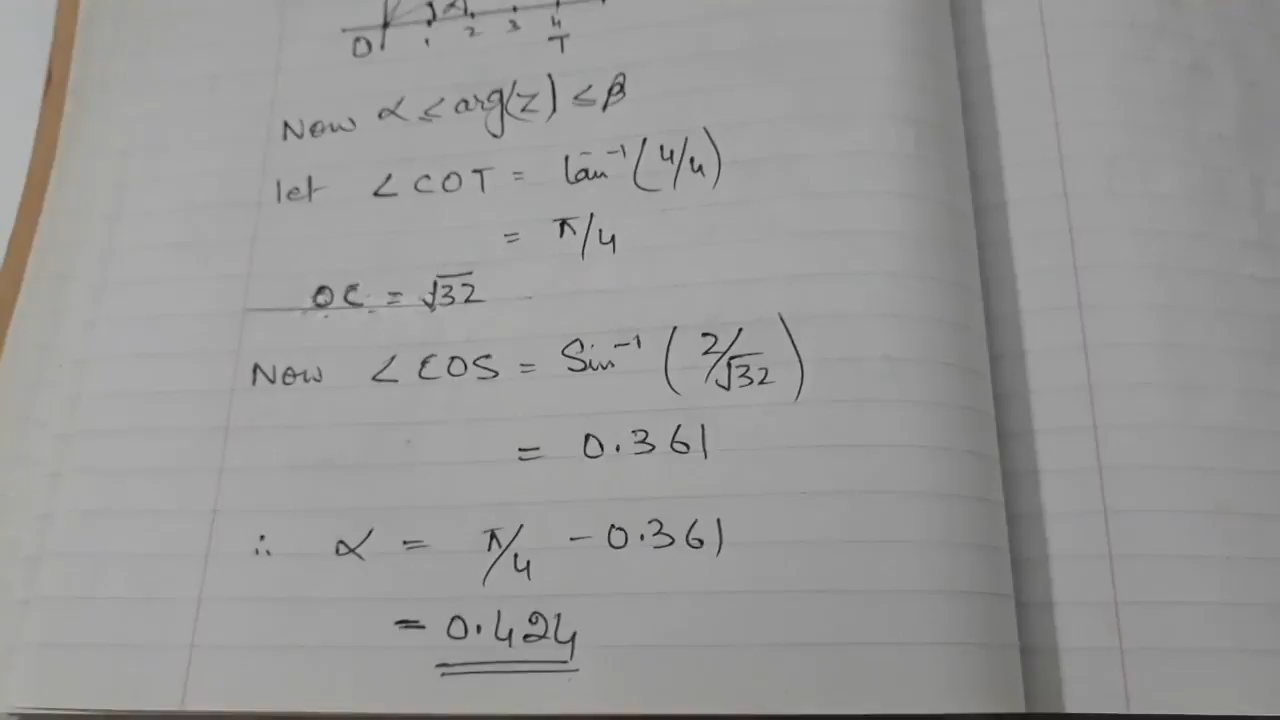 O 1 2 3 4
T
Now α ≤ arg(z) ≤ β
let ∠COT = tan⁻¹(4/4)
= π/4
OC = √32
Now ∠COS = Sin⁻¹(2/√32)
= 0.361
∴ α = π/4 - 0.361
= 0.424